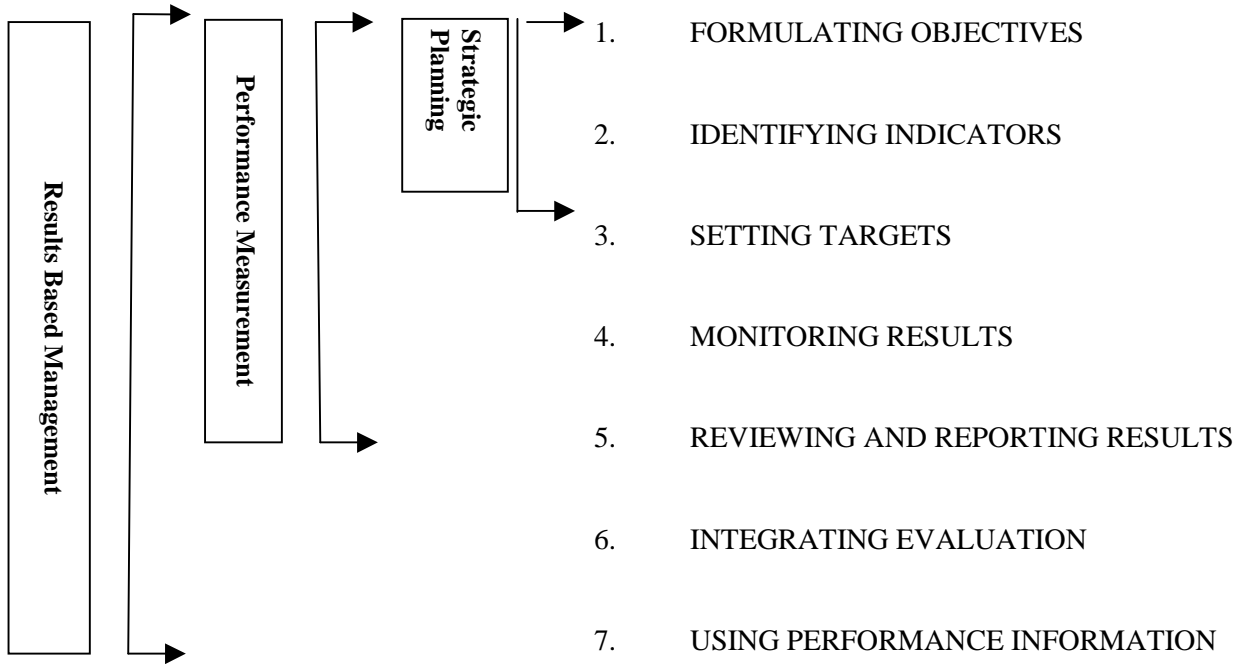 Results Based Management
Performance Measurement
Strategic
Planning
1. FORMULATING OBJECTIVES
2. IDENTIFYING INDICATORS
3. SETTING TARGETS
4. MONITORING RESULTS
5. REVIEWING AND REPORTING RESULTS
6. INTEGRATING EVALUATION
7. USING PERFORMANCE INFORMATION